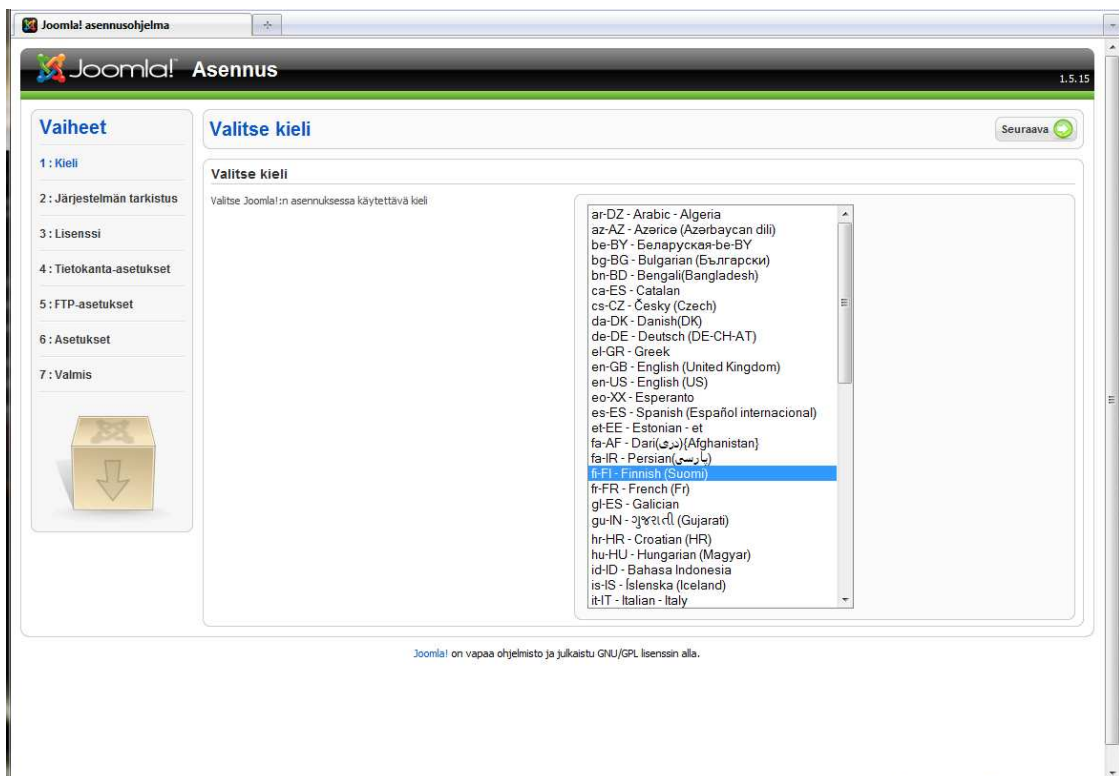 Joomla! asennusohjelma
Joomla! Asennus
1.5.15
Vaiheet
1 : Kieli
2 : Järjestelmän tarkistus
3 : Lisenssi
4 : Tietokanta-asetukset
5 : FTP-asetukset
6 : Asetukset
7 : Valmis
Valitse kieli
Seuraava
Valitse kieli
Valitse Joomla!:n asennuksessa käytettävä kieli
ar-DZ - Arabic - Algeria
az-AZ - Azəricə (Azərbaycan dili)
be-BY - Беларуская-be-BY
bg-BG - Bulgarian (Български)
bn-BD - Bengali(Bangladesh)
ca-ES - Catalan
cs-CZ - Česky (Czech)
da-DK - Danish(DK)
de-DE - Deutsch (DE-CH-AT)
el-GR - Greek
en-GB - English (United Kingdom)
en-US - English (US)
eo-XX - Esperanto
es-ES - Spanish (Español internacional)
et-EE - Estonian - et
fa-AF - Dari(دری){Afghanistan}
fa-IR - Persian(پارسی)
fi-FI - Finnish (Suomi)
fr-FR - French (Fr)
gl-ES - Galician
gu-IN - ગુજરાતી (Gujarati)
hr-HR - Croatian (HR)
hu-HU - Hungarian (Magyar)
id-ID - Bahasa Indonesia
is-IS - Íslenska (Iceland)
it-IT - Italian - Italy
Joomla! on vapaa ohjelmisto ja julkaistu GNU/GPL lisenssin alla.